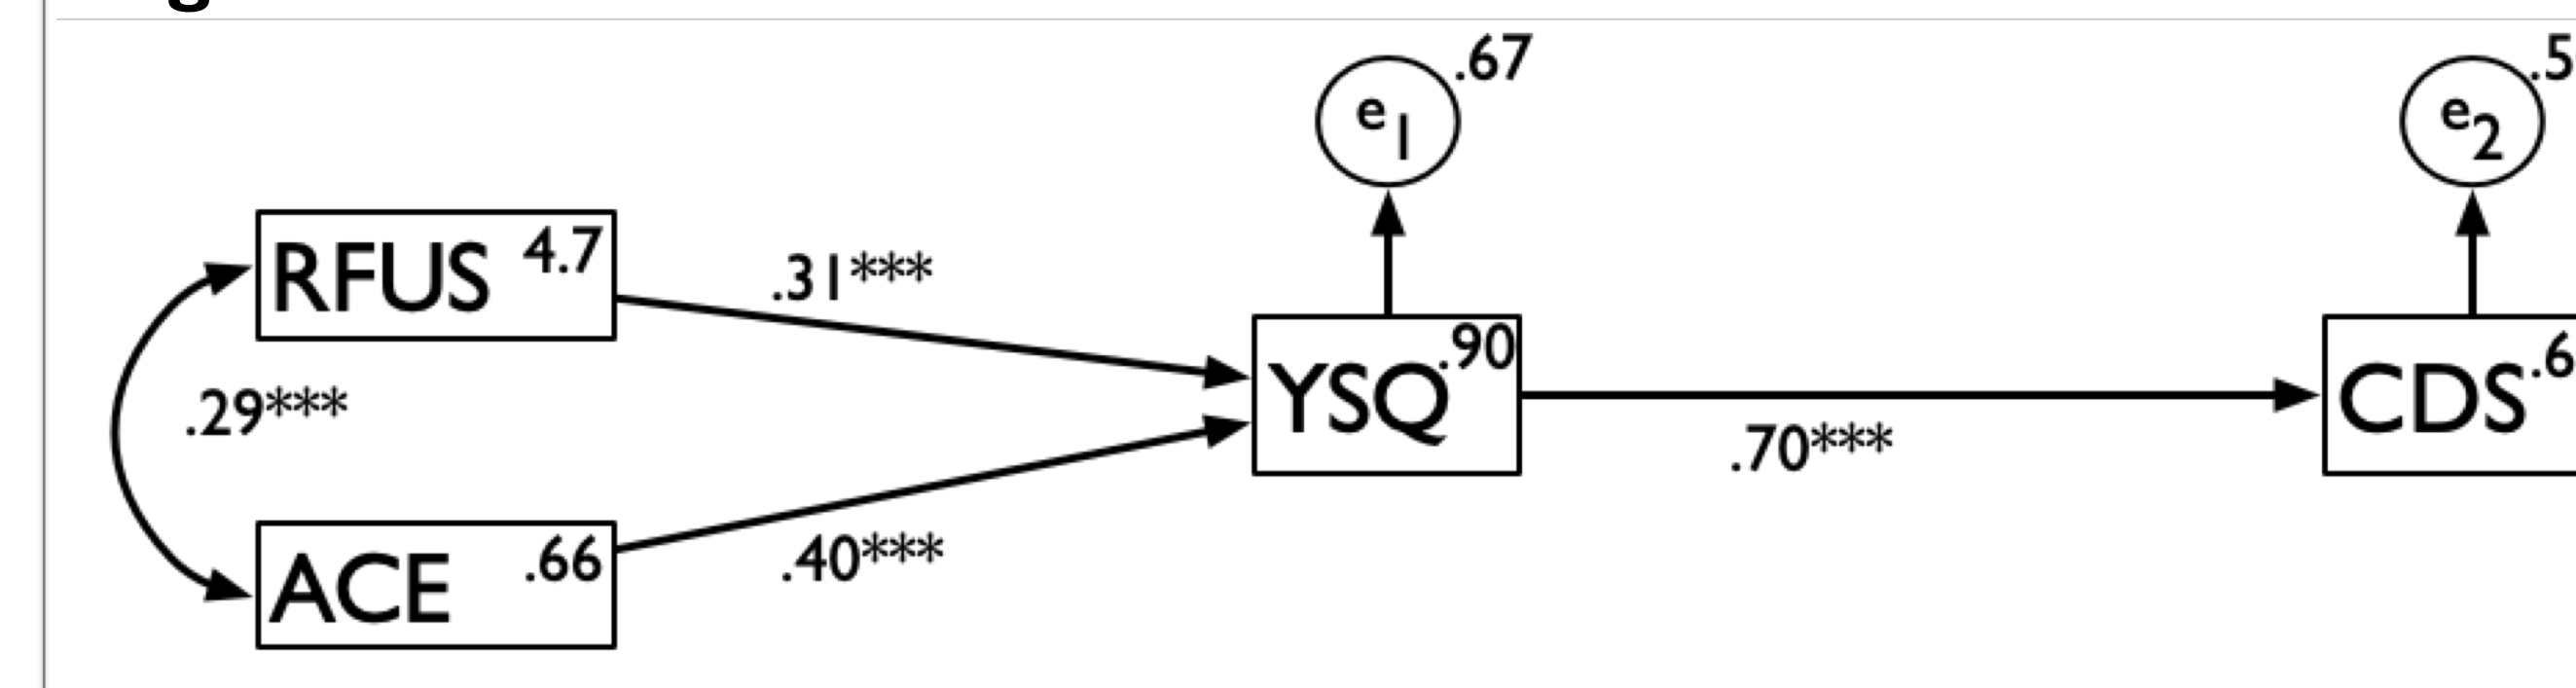 .67
e1
.5
e2
RFUS 4.7
.31***
YSQ .90
CDS .6
.29***
.70***
ACE .66
.40***